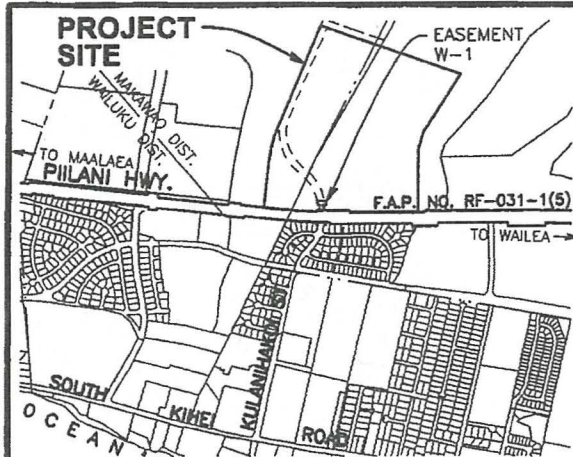 PROJECT
SITE
EASEMENT
W-1
MAKAWAO DIST.
WAILUKU DIST.
TO MAALAEA
PIILANI HWY.
F.A.P. NO. RF-031-1(5)
TO WAILEA
KULANIHAKOI ST
SOUTH KIHEI ROAD
OCEAN